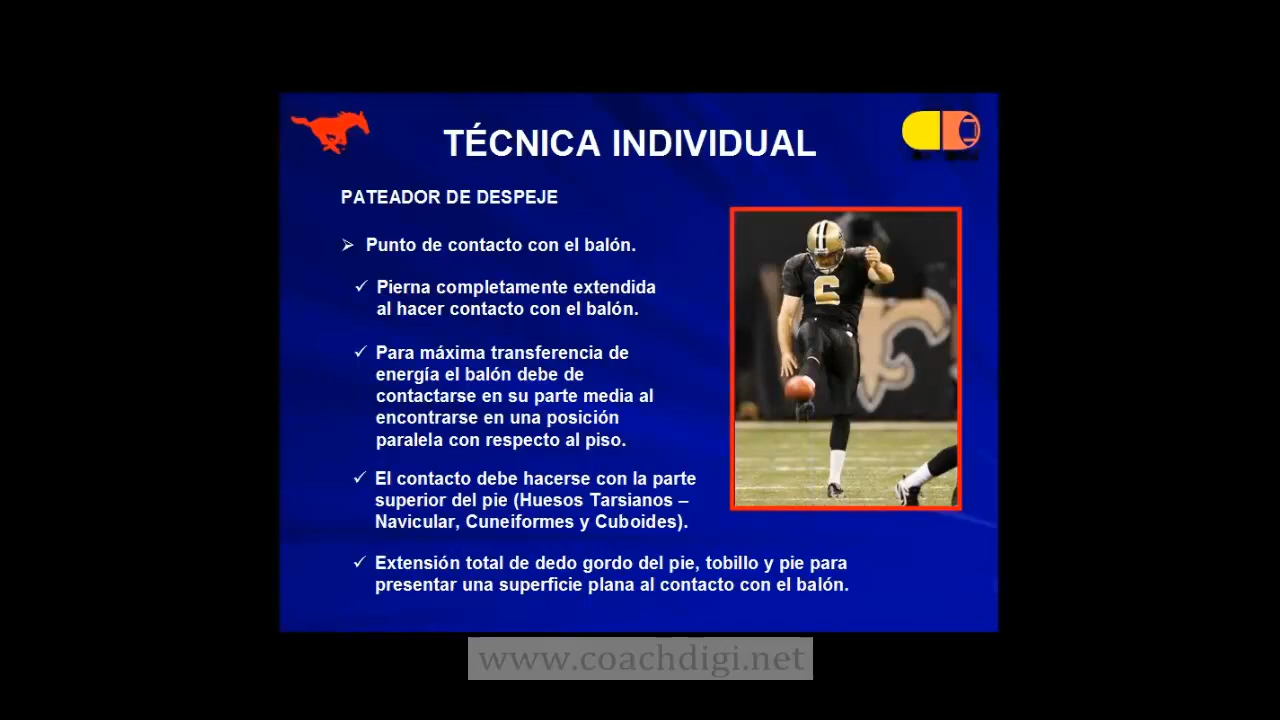 TÉCNICA INDIVIDUAL
PATEADOR DE DESPEJE
Punto de contacto con el balón.
Pierna completamente extendida
al hacer contacto con el balón.
Para máxima transferencia de
energía el balón debe de
contactarse en su parte media al
encontrarse en una posición
paralela con respecto al piso.
El contacto debe hacerse con la parte
superior del pie (Huesos Tarsianos –
Navicular, Cuneiformes y Cuboides).
Extensión total de dedo gordo del pie, tobillo y pie para
presentar una superficie plana al contacto con el balón.
6
www.coachdigi.net